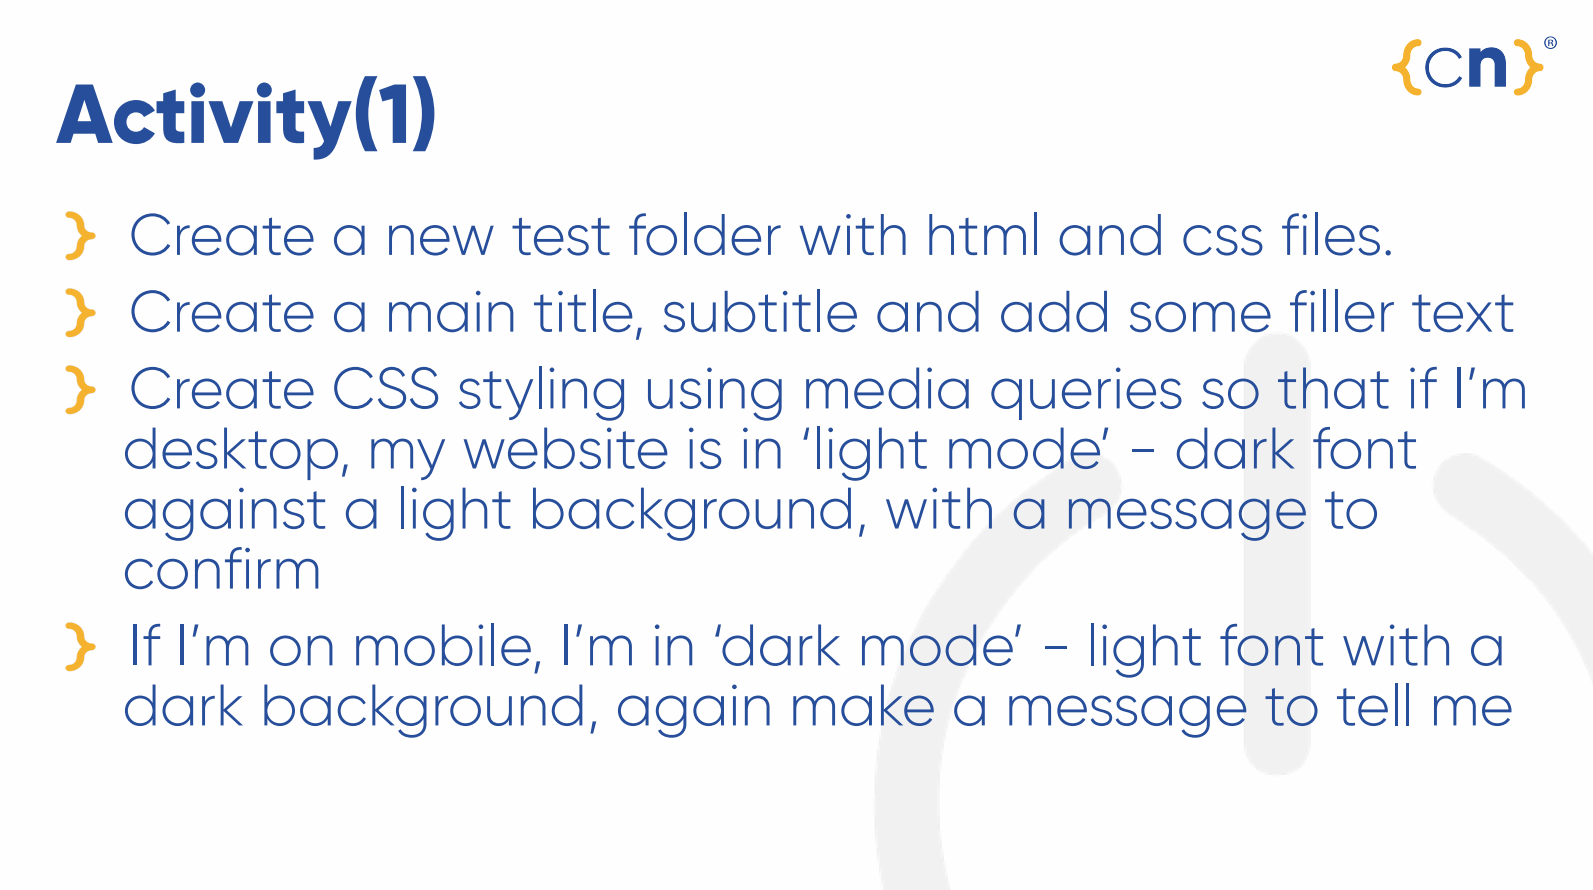 {cn}®
Activity(1)
} Create a new test folder with html and css files.
} Create a main title, subtitle and add some filler text
} Create CSS styling using media queries so that if I’m
desktop, my website is in ‘light mode’ - dark font
against a light background, with a message to
confirm
} If I’m on mobile, I’m in ‘dark mode’ - light font with a
dark background, again make a message to tell me